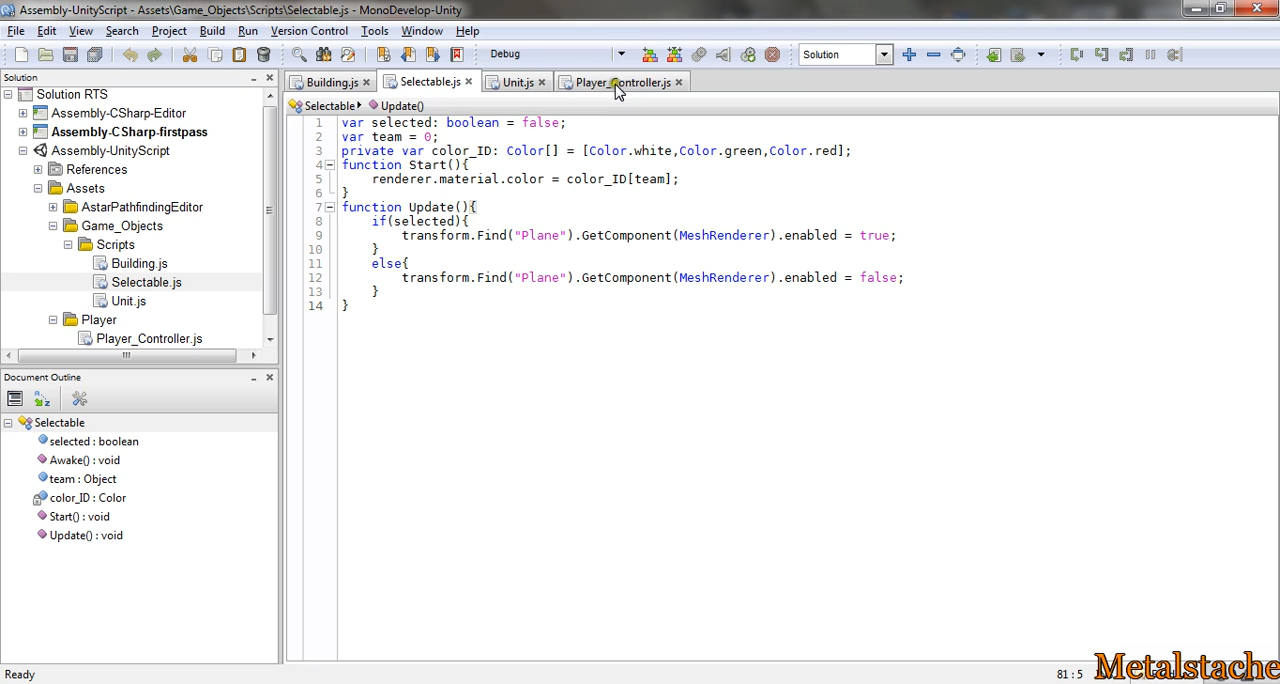 Assembly-UnityScript - Assets\Game_Objects\Scripts\Selectable.js - MonoDevelop-Unity
File Edit View Search Project Build Run Version Control Tools Window Help
Debug Solution
Solution
Building.js Selectable.js Unit.js Player_Controller.js
Solution RTS
Assembly-CSharp-Editor
Assembly-CSharp-firstpass
Assembly-UnityScript
References
Assets
AstarPathfindingEditor
Game_Objects
Scripts
Building.js
Selectable.js
Unit.js
Player
Player_Controller.js
Document Outline
Selectable
selected : boolean
Awake() : void
team : Object
color_ID : Color
Start() : void
Update() : void
Selectable Update()
1 var selected: boolean = false;
2 var team = 0;
3 private var color_ID: Color[] = [Color.white,Color.green,Color.red];
4 function Start(){
5 renderer.material.color = color_ID[team];
6 }
7 function Update(){
8 if(selected){
9 transform.Find("Plane").GetComponent(MeshRenderer).enabled = true;
10 }
11 else{
12 transform.Find("Plane").GetComponent(MeshRenderer).enabled = false;
13 }
14 }
Ready
81 : 5
Metalstache